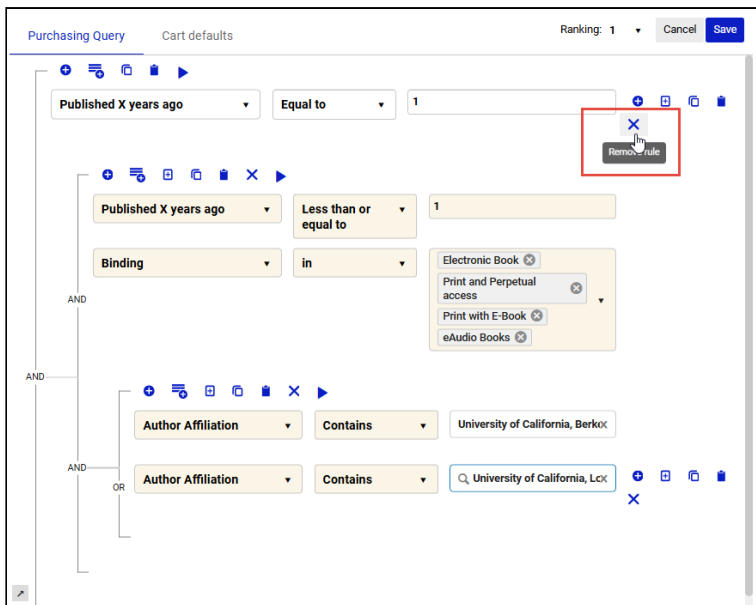 Purchasing Query Cart defaults Ranking: 1 Cancel Save
Published X years ago Equal to 1
Remove rule
Published X years ago Less than or equal to 1
Binding in Electronic Book
Print and Perpetual
access
Print with E-Book
eAudio Books
AND
AND
Author Affiliation Contains University of California, Berk
AND
Author Affiliation Contains University of California, Lo
OR